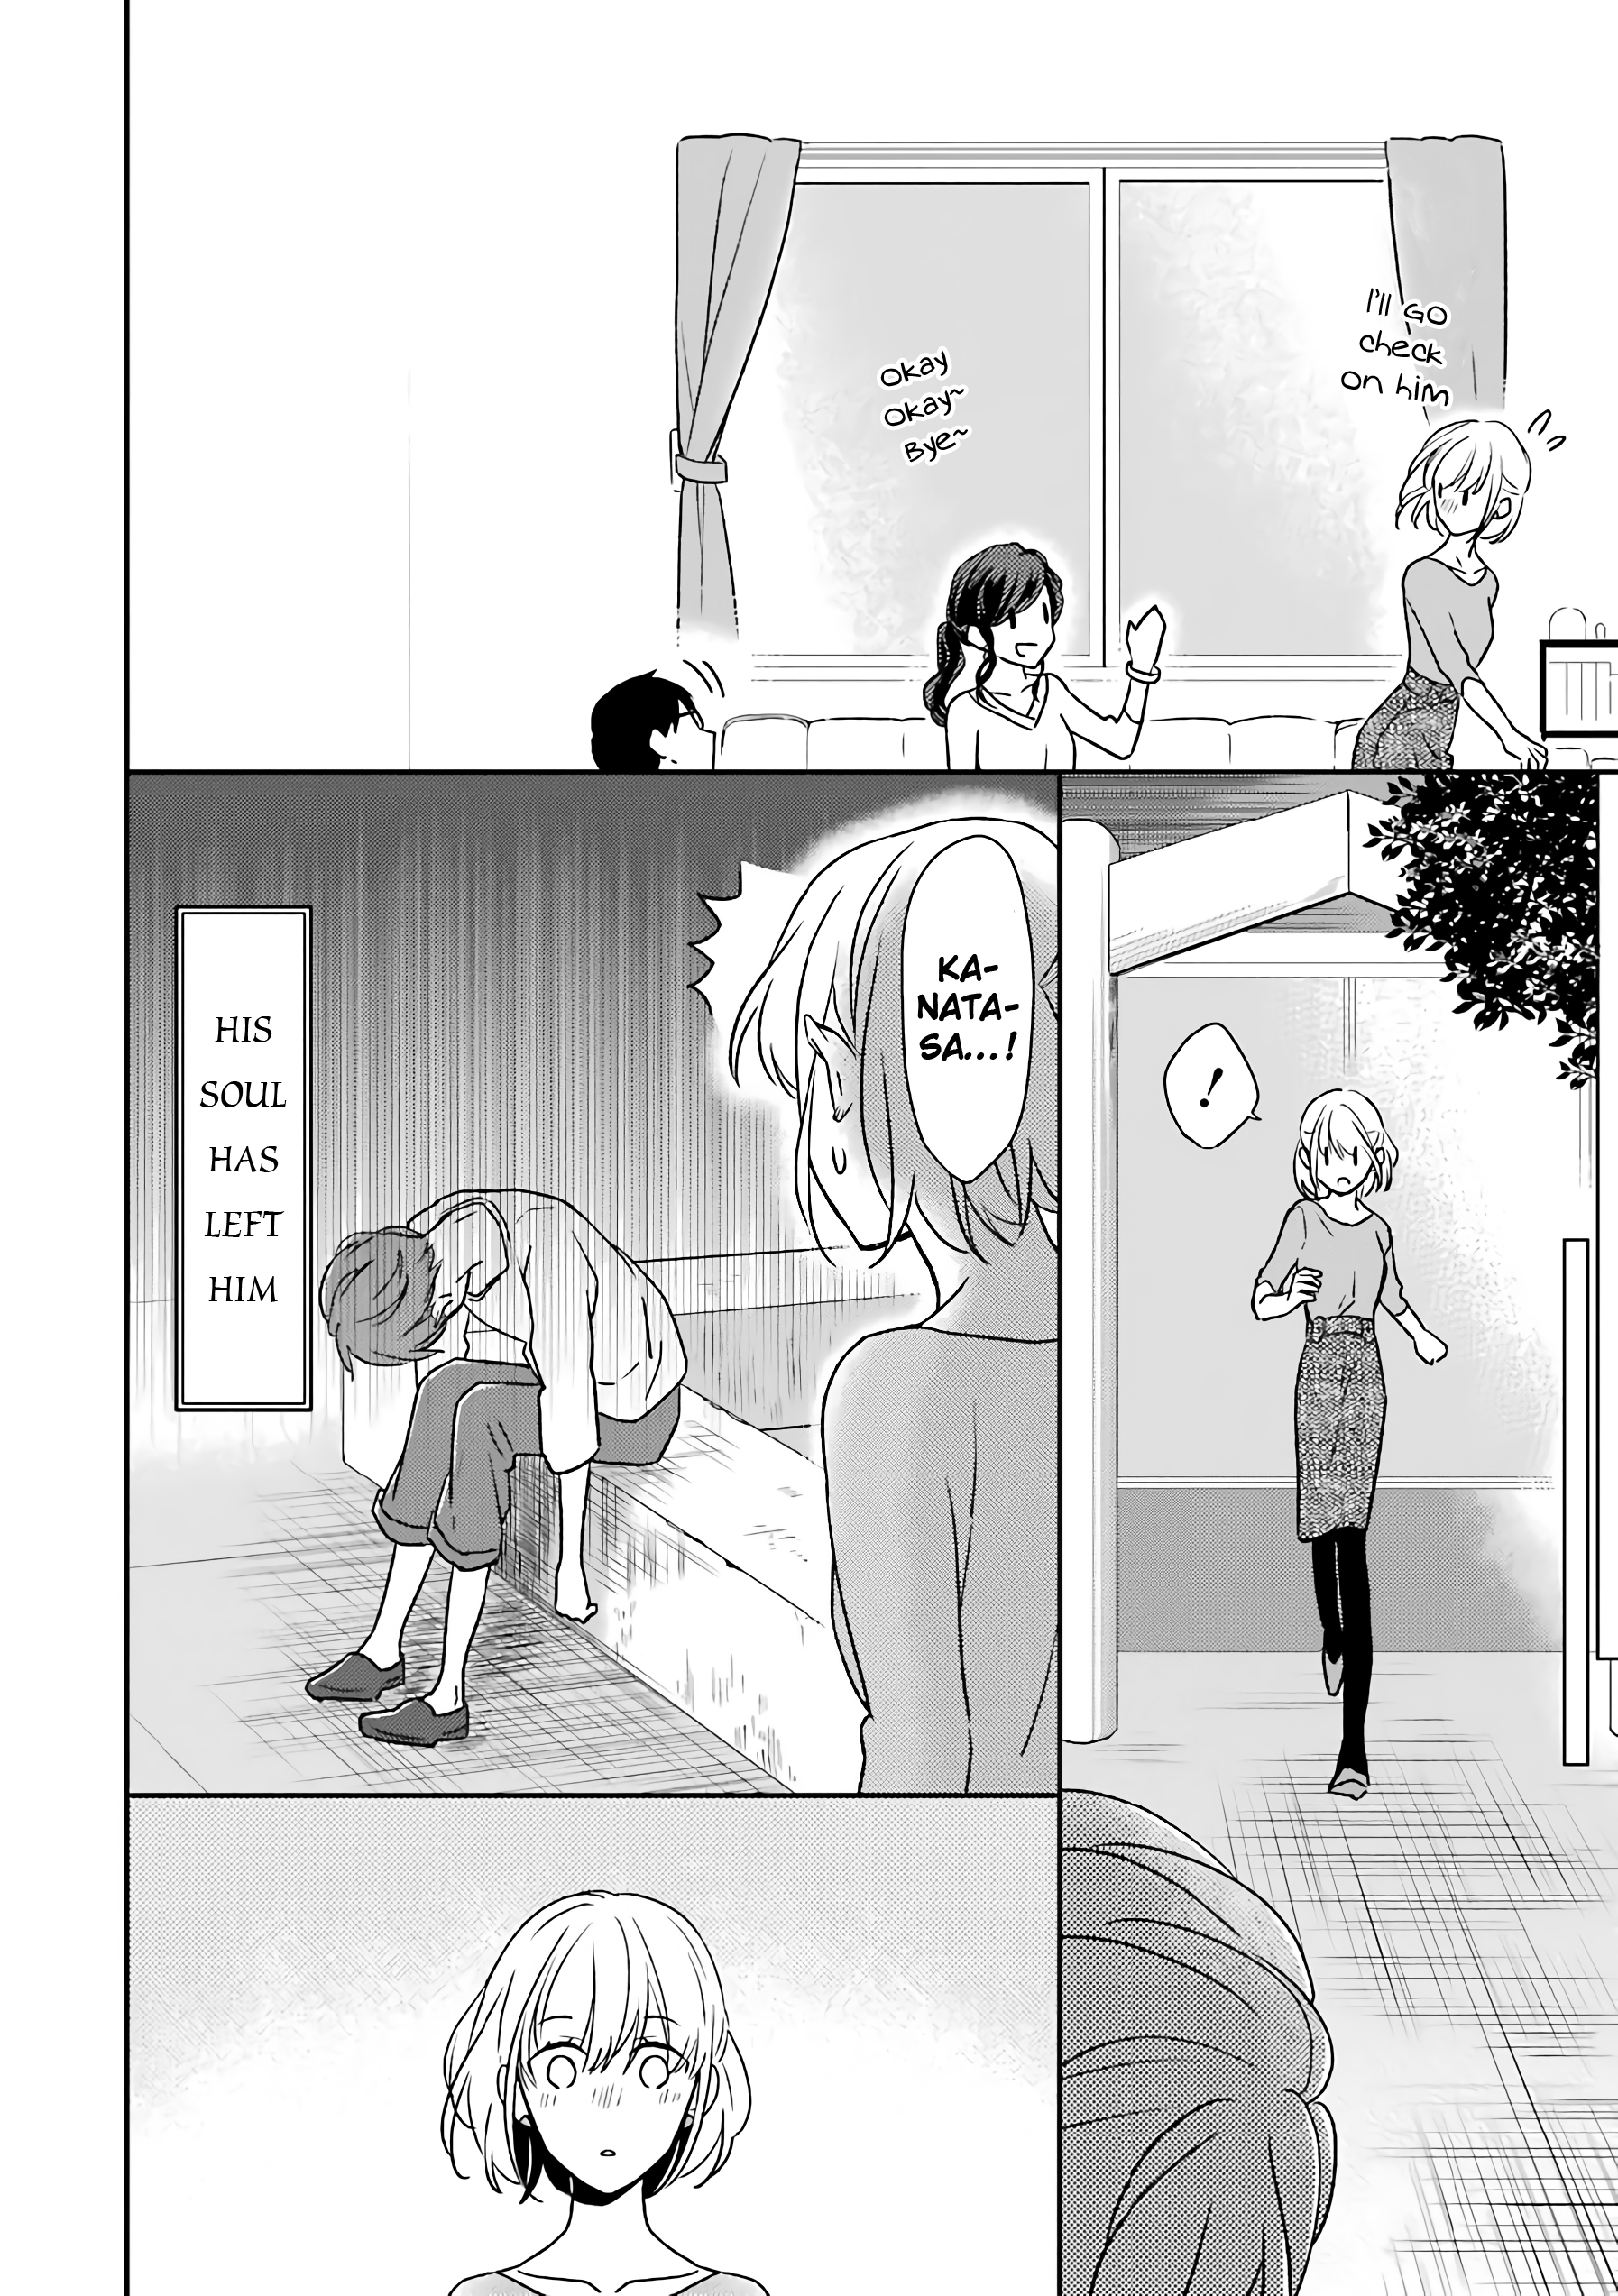 I'll GO
check
on him
Okay
Okay~
Bye~
!
KA-
NATA-
SA...!
HIS
SOUL
HAS
LEFT
HIM